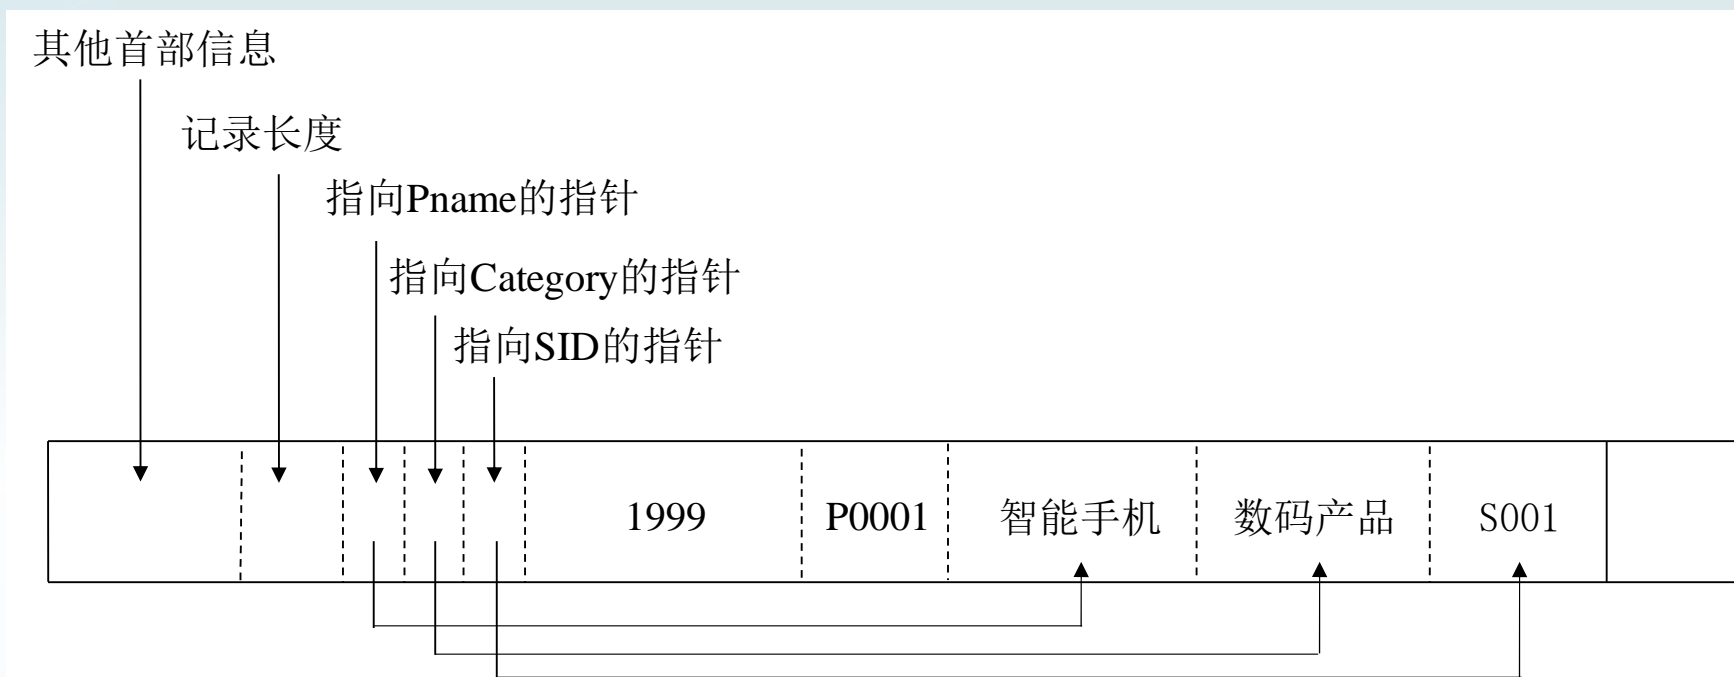 其他首部信息
记录长度
指向Pname的指针
指向Category的指针
指向SID的指针
1999 P0001 智能手机 数码产品 S001